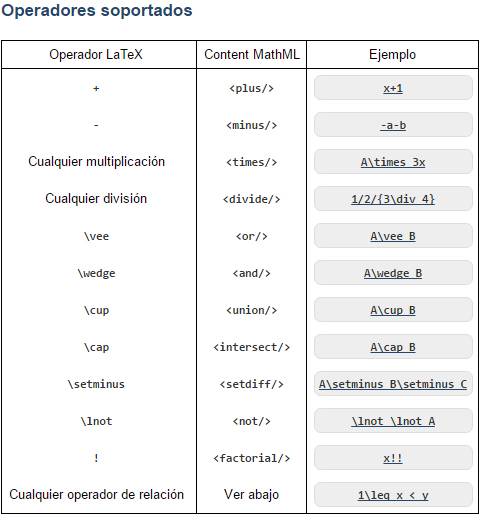 Operadores soportados
Operador LaTeX Content MathML Ejemplo
+ <plus/> x+1
- <minus/> -a-b
Cualquier multiplicación <times/> A\times 3x
Cualquier división <divide/> 1/2/{3\div 4}
\vee <or/> A\vee B
\wedge <and/> A\wedge B
\cup <union/> A\cup B
\cap <intersect/> A\cap B
\setminus <setdiff/> A\setminus B\setminus C
\lnot <not/> \lnot \lnot A
! <factorial/> x!!
Cualquier operador de relación Ver abajo 1\leq x < y